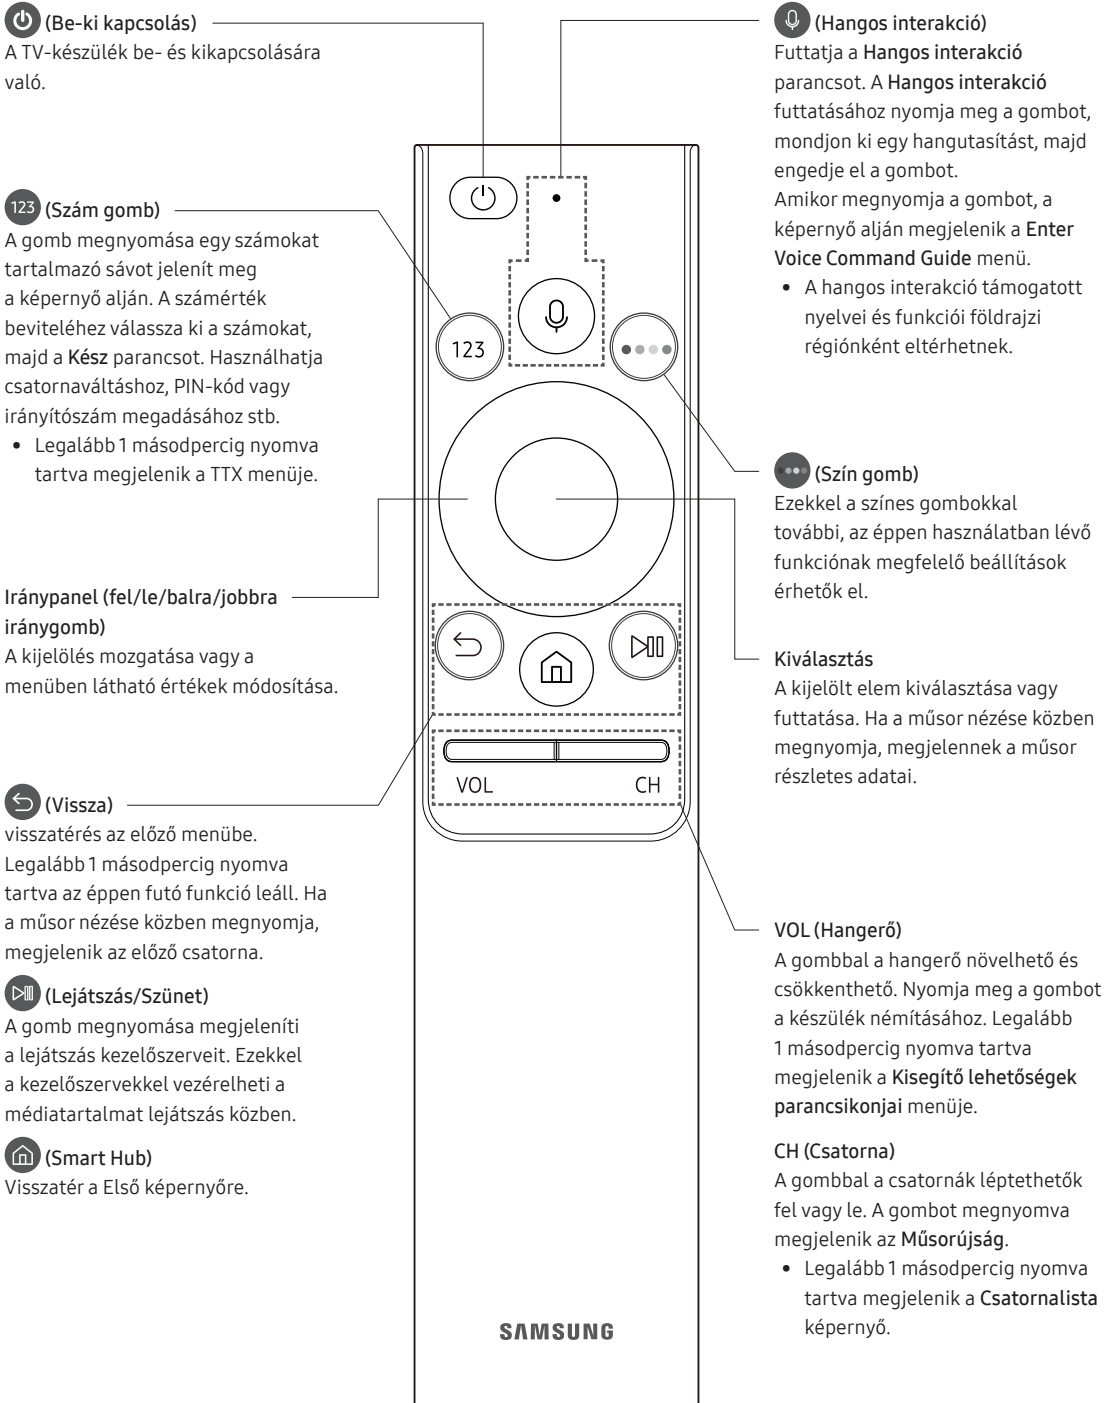 (Be-ki kapcsolás)
A TV-készülék be- és kikapcsolására
való.
123 (Szám gomb)
A gomb megnyomása egy számokat
tartalmazó sávot jelenít meg
a képernyő alján. A számérték
beviteléhez válassza ki a számokat,
majd a Kész parancsot. Használhatja
csatornaváltáshoz, PIN-kód vagy
irányítószám megadásához stb.
• Legalább 1 másodpercig nyomva
tartva megjelenik a TTX menüje.
Iránypanel (fel/le/balra/jobbra
iránygomb)
A kijelölés mozgatása vagy a
menüben látható értékek módosítása.
(Vissza)
visszatérés az előző menübe.
Legalább 1 másodpercig nyomva
tartva az éppen futó funkció leáll. Ha
a műsor nézése közben megnyomja,
megjelenik az előző csatorna.
(Lejátszás/Szünet)
A gomb megnyomása megjeleníti
a lejátszás kezelőszerveit. Ezekkel
a kezelőszervekkel vezérelheti a
médiatartalmat lejátszás közben.
(Smart Hub)
Visszatér a Első képernyőre.
123
VOL CH
SAMSUNG
(Hangos interakció)
Futtatja a Hangos interakció
parancsot. A Hangos interakció
futtatásához nyomja meg a gombot,
mondjon ki egy hangutasítást, majd
engedje el a gombot.
Amikor megnyomja a gombot, a
képernyő alján megjelenik a Enter
Voice Command Guide menü.
• A hangos interakció támogatott
nyelvei és funkciói földrajzi
régiónként eltérhetnek.
(Szín gomb)
Ezekkel a színes gombokkal
további, az éppen használatban lévő
funkciónak megfelelő beállítások
érhetők el.
Kiválasztás
A kijelölt elem kiválasztása vagy
futtatása. Ha a műsor nézése közben
megnyomja, megjelennek a műsor
részletes adatai.
VOL (Hangerő)
A gombbal a hangerő növelhető és
csökkenthető. Nyomja meg a gombot
a készülék némításához. Legalább
1 másodpercig nyomva tartva
megjelenik a Kisegítő lehetőségek
parancsikonjai menüje.
CH (Csatorna)
A gombbal a csatornák léptethetők
fel vagy le. A gombot megnyomva
megjelenik az Műsorújság.
• Legalább 1 másodpercig nyomva
tartva megjelenik a Csatornalista
képernyő.